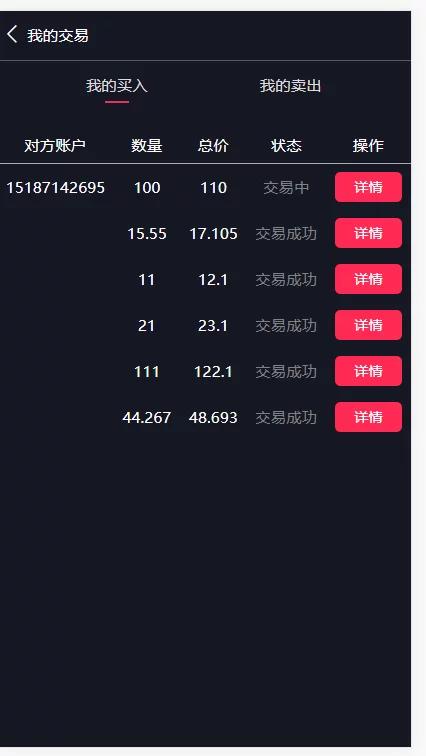 我的交易
我的买入 我的卖出
对方账户 数量 总价 状态 操作
15187142695 100 110 交易中 详情
15.55 17.105 交易成功 详情
11 12.1 交易成功 详情
21 23.1 交易成功 详情
111 122.1 交易成功 详情
44.267 48.693 交易成功 详情